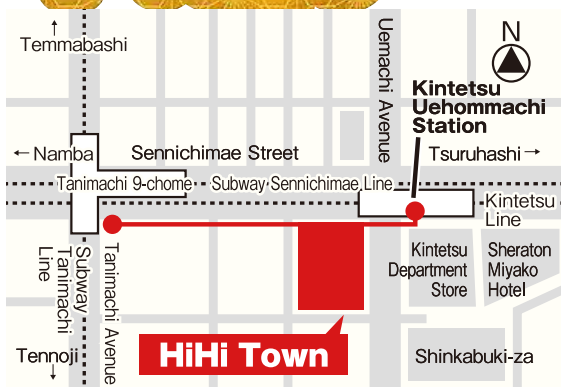 ↑
Temmabashi
Uemachi Avenue
N
Kintetsu
Uehommachi
Station
← Namba
Sennichimae Street
Tsuruhashi →
Tanimachi 9-chome
Subway Sennichimae Line
Kintetsu
Line
Subway
Tanimachi
Line
Tanimachi Avenue
Kintetsu
Department
Store
Sheraton
Miyako
Hotel
HiHi Town
Shinkabuki-za
Tennoji
↓